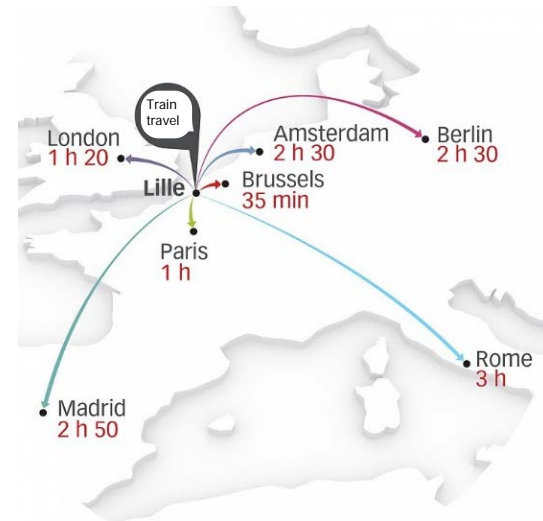 Train
travel
London
1 h 20
Amsterdam
2 h 30
Berlin
2 h 30
Lille
Brussels
35 min
Paris
1 h
Rome
3 h
Madrid
2 h 50